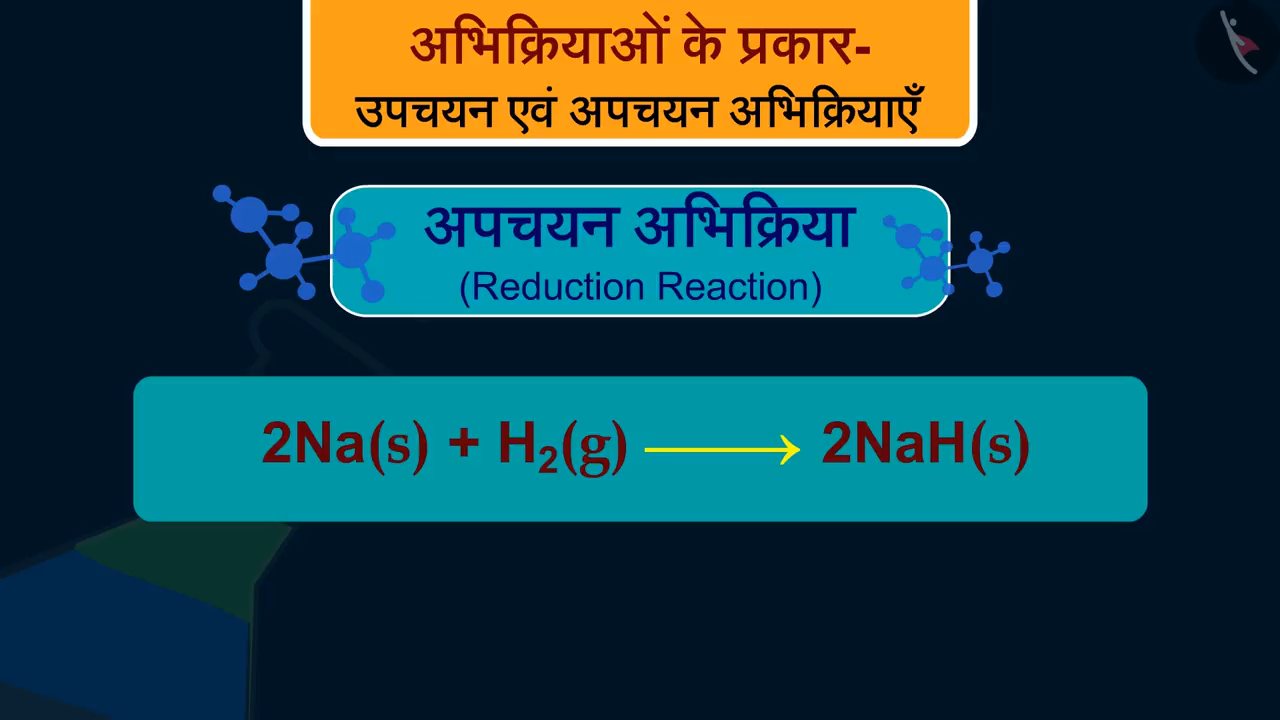 अभिक्रियाओं के प्रकार-
उपचयन एवं अपचयन अभिक्रियाएँ
अपचयन अभिक्रिया
(Reduction Reaction)
2Na(s) + H₂(g) ⟶ 2NaH(s)